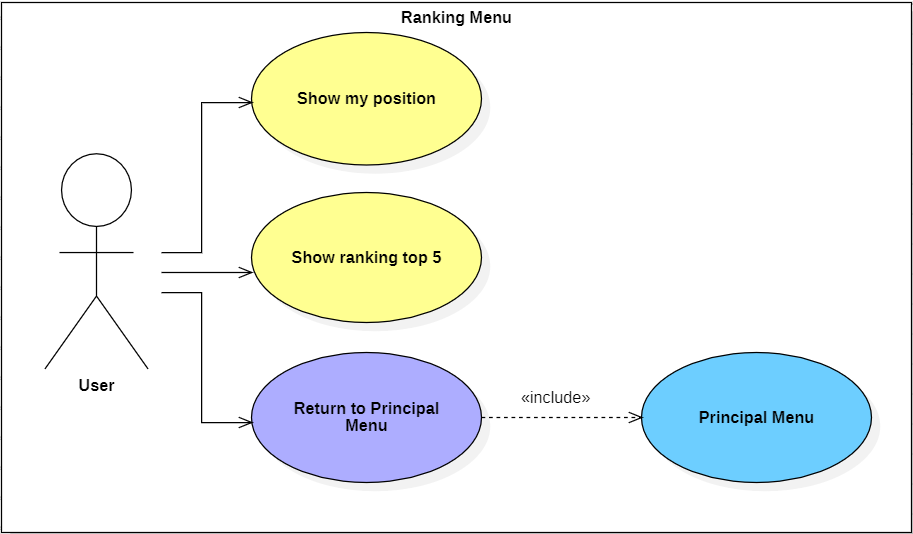 Ranking Menu
Show my position
Show ranking top 5
User
Return to Principal
Menu
«include»
Principal Menu